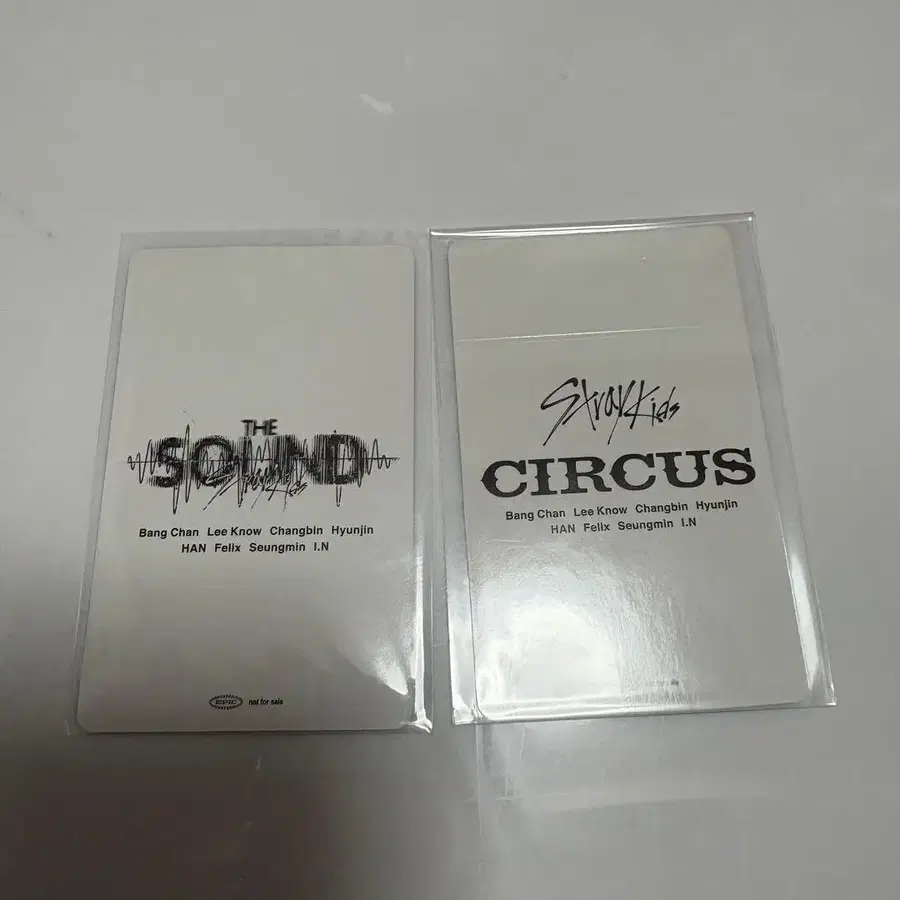 THE
SOUND
Stray Kids
Bang Chan Lee Know Changbin Hyunjin
HAN Felix Seungmin I.N
EPIC not for sale
Stray Kids
CIRCUS
Bang Chan Lee Know Changbin Hyunjin
HAN Felix Seungmin I.N